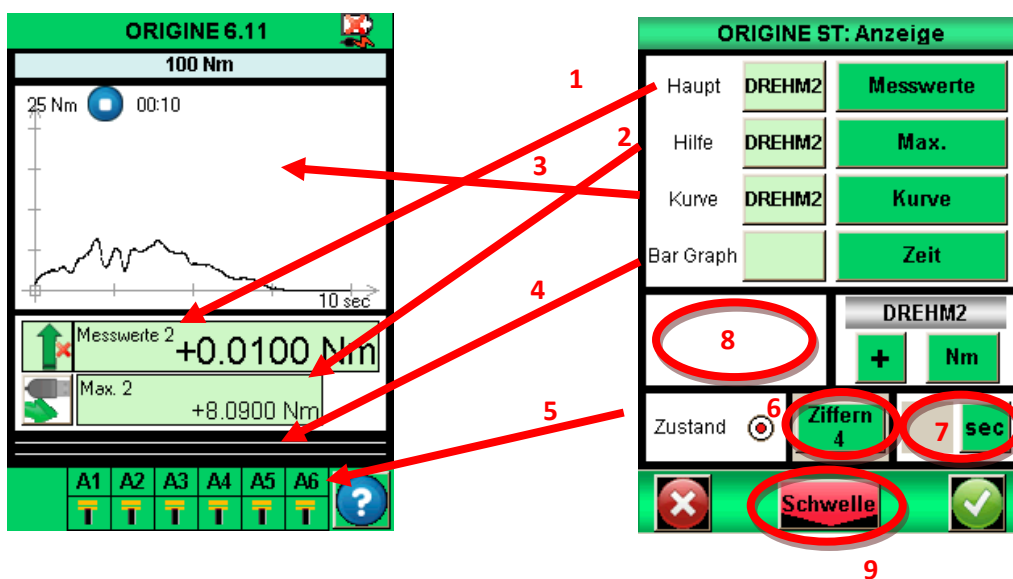 ORIGINE 6.11
100 Nm
25 Nm 00:10
10 sec
Messwerte 2
+0.0100 Nm
Max. 2
+8.0900 Nm
A1 A2 A3 A4 A5 A6
?
1
2
3
4
5
ORIGINE ST: Anzeige
Haupt DREHM2 Messwerte
Hilfe DREHM2 Max.
Kurve DREHM2 Kurve
Bar Graph Zeit
8
DREHM2
+ Nm
Zustand
6
Ziffern
4
7 sec
Schwelle
9